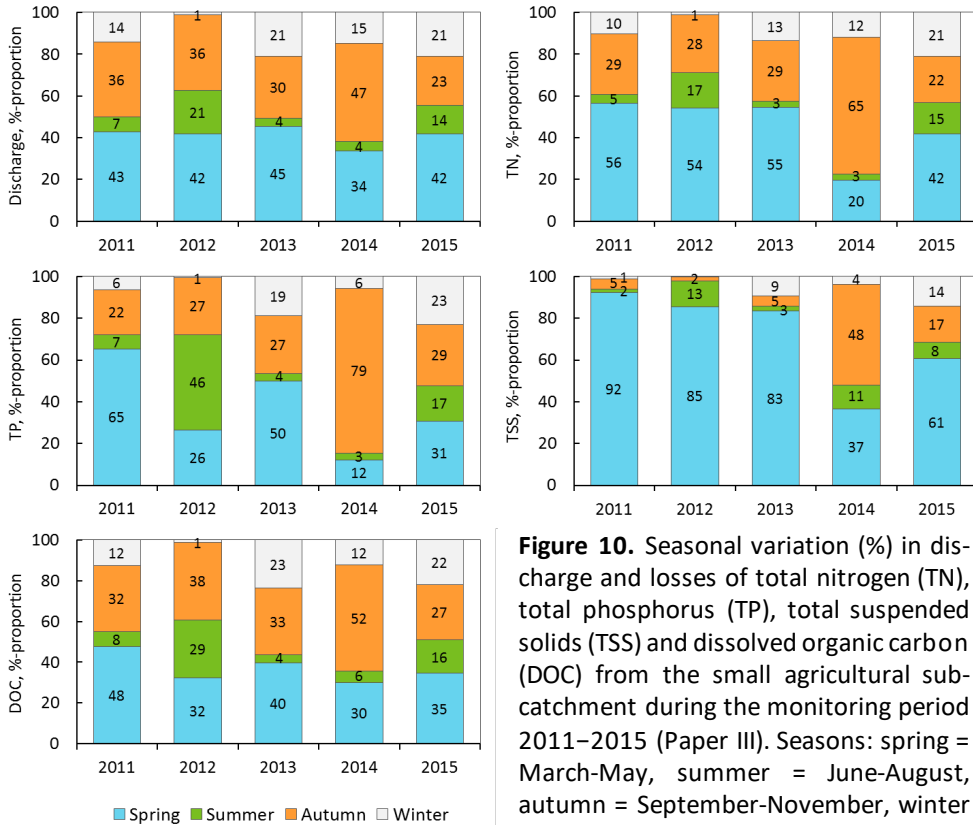 Discharge, %-proportion
100
80
60
40
20
0
14 1 21 15 21
36 36 30 47 23
7 21 4 4 14
43 42 45 34 42
2011 2012 2013 2014 2015
TN, %-proportion
100
80
60
40
20
0
10 1 13 12 21
29 28 29 65 22
5 17 3 3 15
56 54 55 20 42
2011 2012 2013 2014 2015
TP, %-proportion
100
80
60
40
20
0
6 1 19 6 23
22 27 27 79 29
7 46 4 3 17
65 26 50 12 31
2011 2012 2013 2014 2015
TSS, %-proportion
100
80
60
40
20
0
1 2 9 4 14
5 13 5 48 17
2 3 11 8
92 85 83 37 61
2011 2012 2013 2014 2015
DOC, %-proportion
100
80
60
40
20
0
12 1 23 12 22
32 38 33 52 27
8 29 4 6 16
48 32 40 30 35
2011 2012 2013 2014 2015
Spring Summer Autumn Winter
Figure 10. Seasonal variation (%) in dis-
charge and losses of total nitrogen (TN),
total phosphorus (TP), total suspended
solids (TSS) and dissolved organic carbon
(DOC) from the small agricultural sub-
catchment during the monitoring period
2011–2015 (Paper III). Seasons: spring =
March-May, summer = June-August,
autumn = September-November, winter